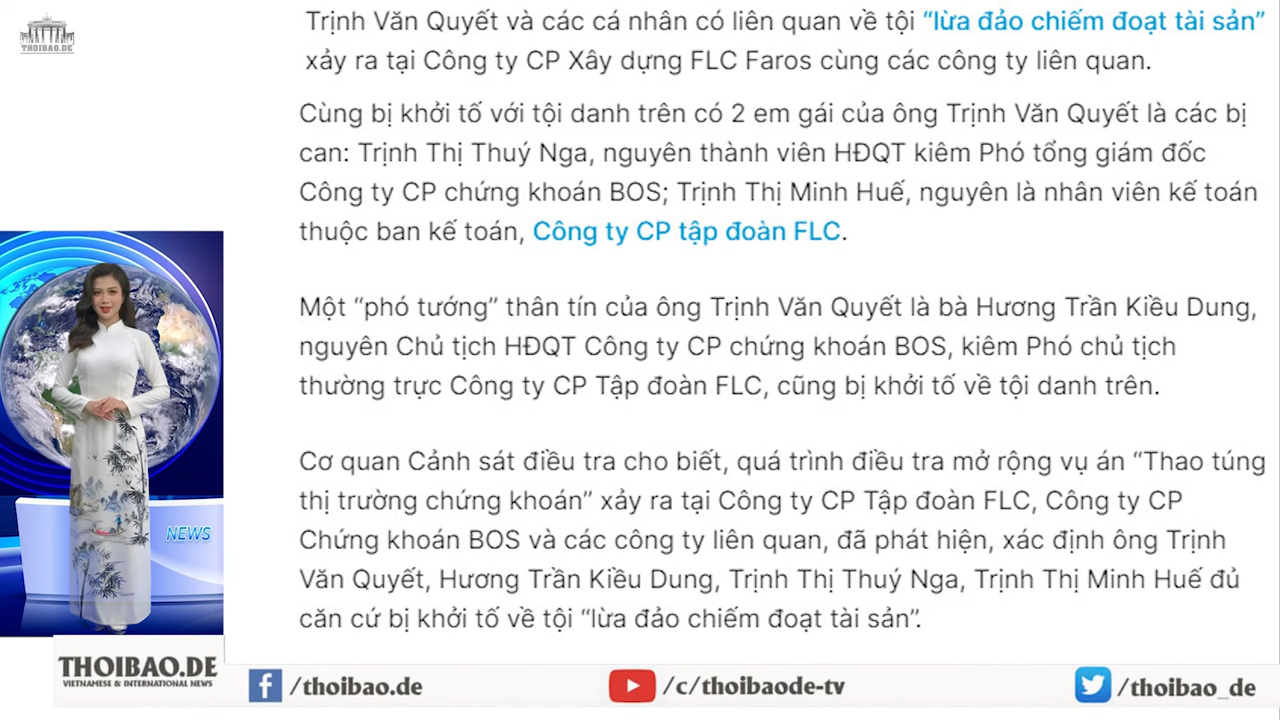 THOIBAO.DE
Trịnh Văn Quyết và các cá nhân có liên quan về tội “lừa đảo chiếm đoạt tài sản”
xảy ra tại Công ty CP Xây dựng FLC Faros cùng các công ty liên quan.
Cùng bị khởi tố với tội danh trên có 2 em gái của ông Trịnh Văn Quyết là các bị
can: Trịnh Thị Thuý Nga, nguyên thành viên HĐQT kiêm Phó tổng giám đốc
Công ty CP chứng khoán BOS; Trịnh Thị Minh Huế, nguyên là nhân viên kế toán
thuộc ban kế toán, Công ty CP tập đoàn FLC.
Một “phó tướng” thân tín của ông Trịnh Văn Quyết là bà Hương Trần Kiều Dung,
nguyên Chủ tịch HĐQT Công ty CP chứng khoán BOS, kiêm Phó chủ tịch
thường trực Công ty CP Tập đoàn FLC, cũng bị khởi tố về tội danh trên.
Cơ quan Cảnh sát điều tra cho biết, quá trình điều tra mở rộng vụ án “Thao túng
thị trường chứng khoán” xảy ra tại Công ty CP Tập đoàn FLC, Công ty CP
Chứng khoán BOS và các công ty liên quan, đã phát hiện, xác định ông Trịnh
Văn Quyết, Hương Trần Kiều Dung, Trịnh Thị Thuý Nga, Trịnh Thị Minh Huế đủ
căn cứ bị khởi tố về tội “lừa đảo chiếm đoạt tài sản”.
NEWS
THOIBAO.DE
VIETNAMESE & INTERNATIONAL NEWS
/thoibao.de
/c/thoibaode-tv
/thoibao_de